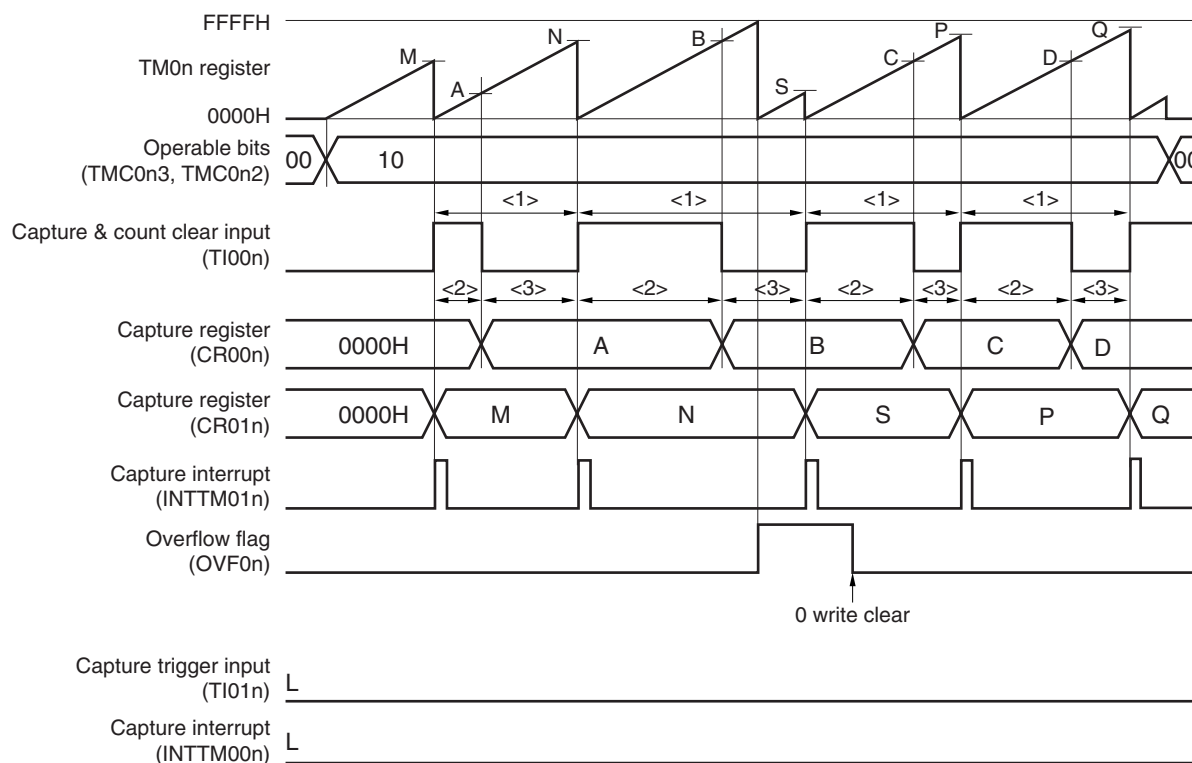 FFFFH
TM0n register
0000H
M
A
N
B
S
C
P
D
Q
Operable bits
(TMC0n3, TMC0n2)
00
10
00
<1>
<1>
<1>
<1>
Capture & count clear input
(TI00n)
<2>
<3>
<2>
<3>
<2>
<3>
<2>
<3>
Capture register
(CR00n)
0000H
A
B
C
D
Capture register
(CR01n)
0000H
M
N
S
P
Q
Capture interrupt
(INTTM01n)
Overflow flag
(OVF0n)
0 write clear
Capture trigger input
(TI01n)
L
Capture interrupt
(INTTM00n)
L